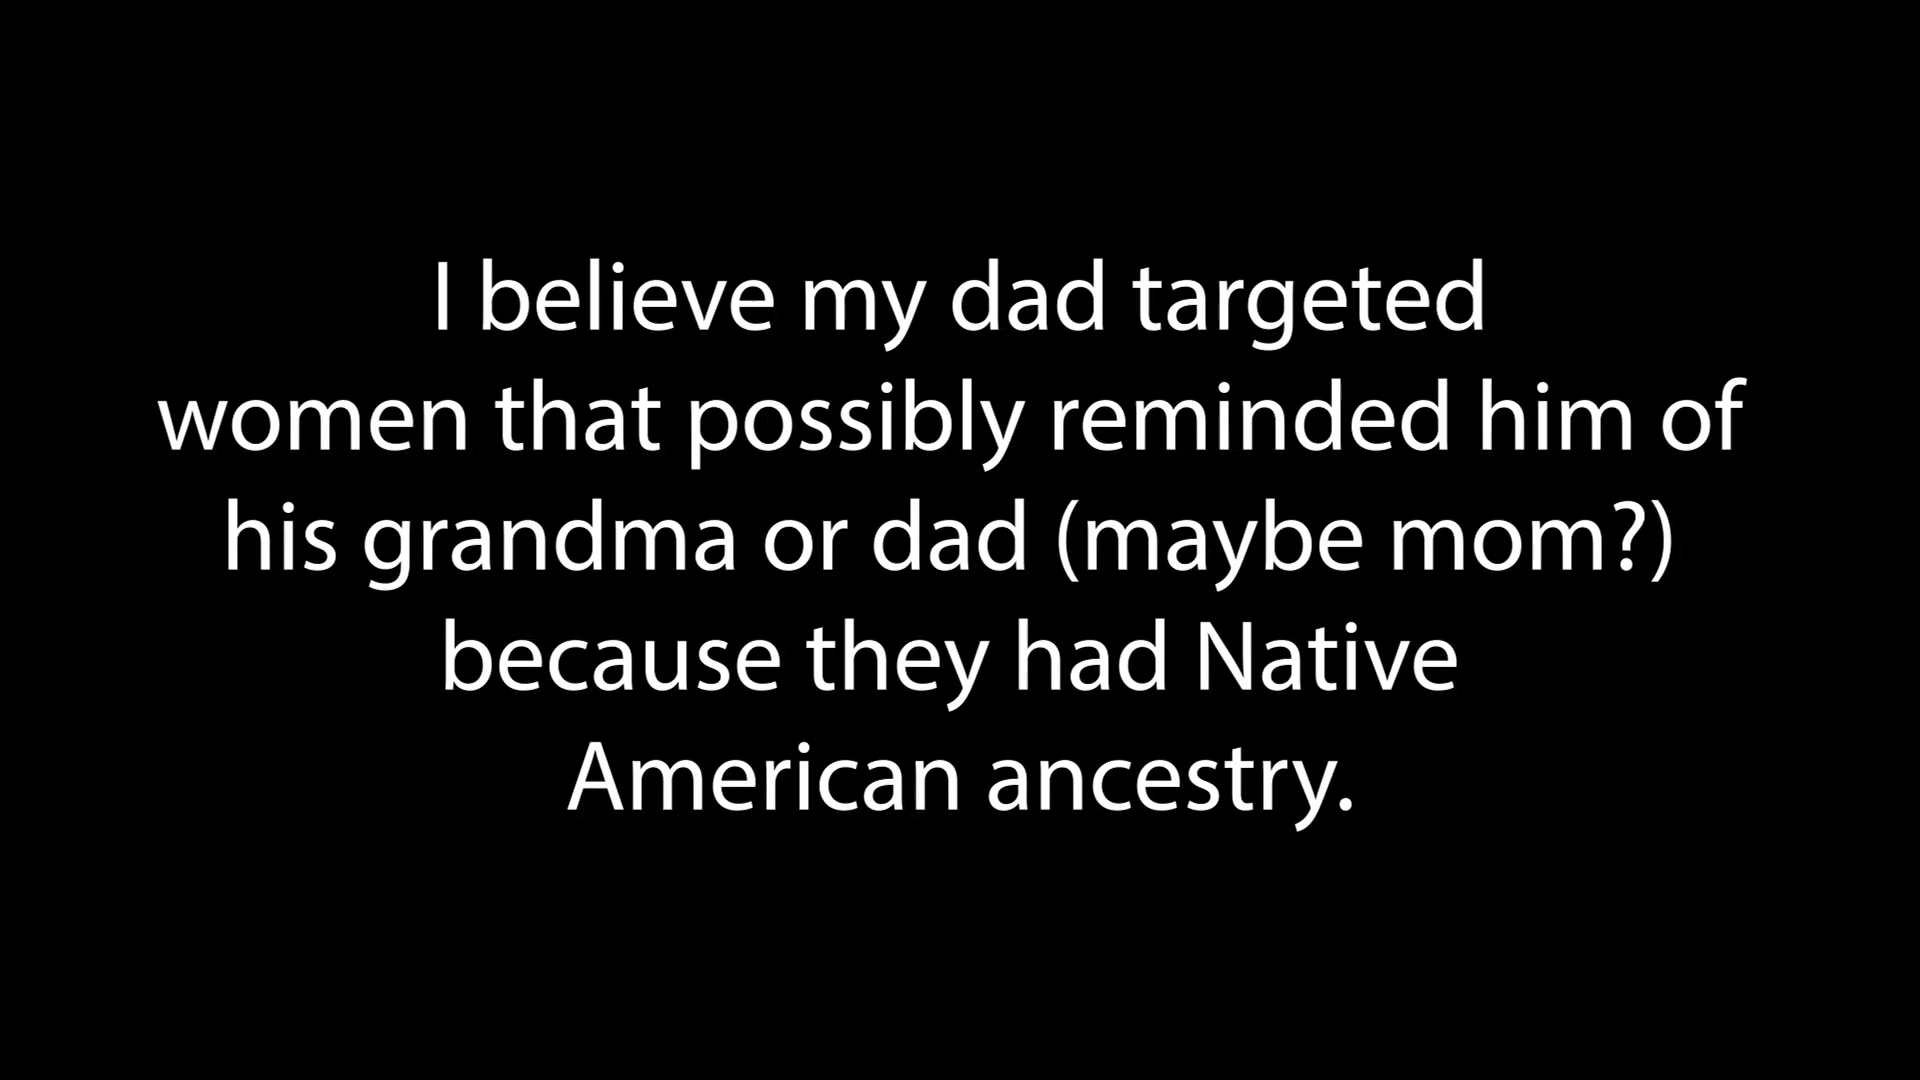 I believe my dad targeted
women that possibly reminded him of
his grandma or dad (maybe mom?)
because they had Native
American ancestry.